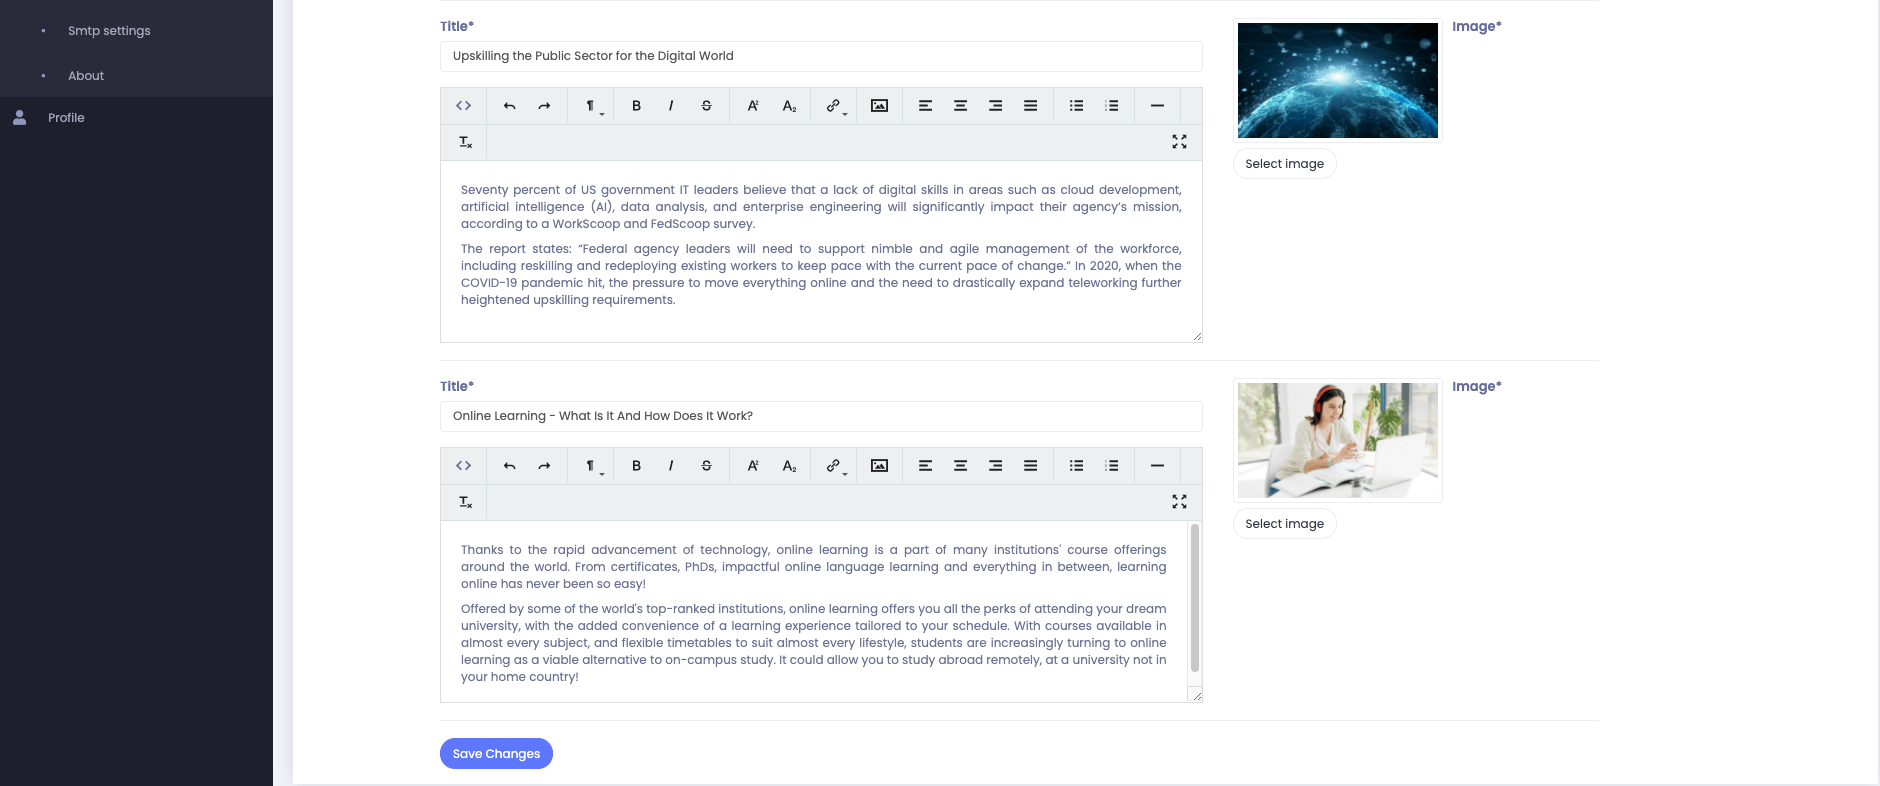 Smtp settings
About
Profile
Title*
Upskilling the Public Sector for the Digital World
Seventy percent of US government IT leaders believe that a lack of digital skills in areas such as cloud development,
artificial intelligence (AI), data analysis, and enterprise engineering will significantly impact their agency’s mission,
according to a WorkScoop and FedScoop survey.
The report states: “Federal agency leaders will need to support nimble and agile management of the workforce,
including reskilling and redeploying existing workers to keep pace with the current pace of change.” In 2020, when the
COVID-19 pandemic hit, the pressure to move everything online and the need to drastically expand teleworking further
heightened upskilling requirements.
Image*
Select image
Title*
Online Learning - What Is It And How Does It Work?
Thanks to the rapid advancement of technology, online learning is a part of many institutions' course offerings
around the world. From certificates, PhDs, impactful online language learning and everything in between, learning
online has never been so easy!
Offered by some of the world's top-ranked institutions, online learning offers you all the perks of attending your dream
university, with the added convenience of a learning experience tailored to your schedule. With courses available in
almost every subject, and flexible timetables to suit almost every lifestyle, students are increasingly turning to online
learning as a viable alternative to on-campus study. It could allow you to study abroad remotely, at a university not in
your home country!
Image*
Select image
Save Changes